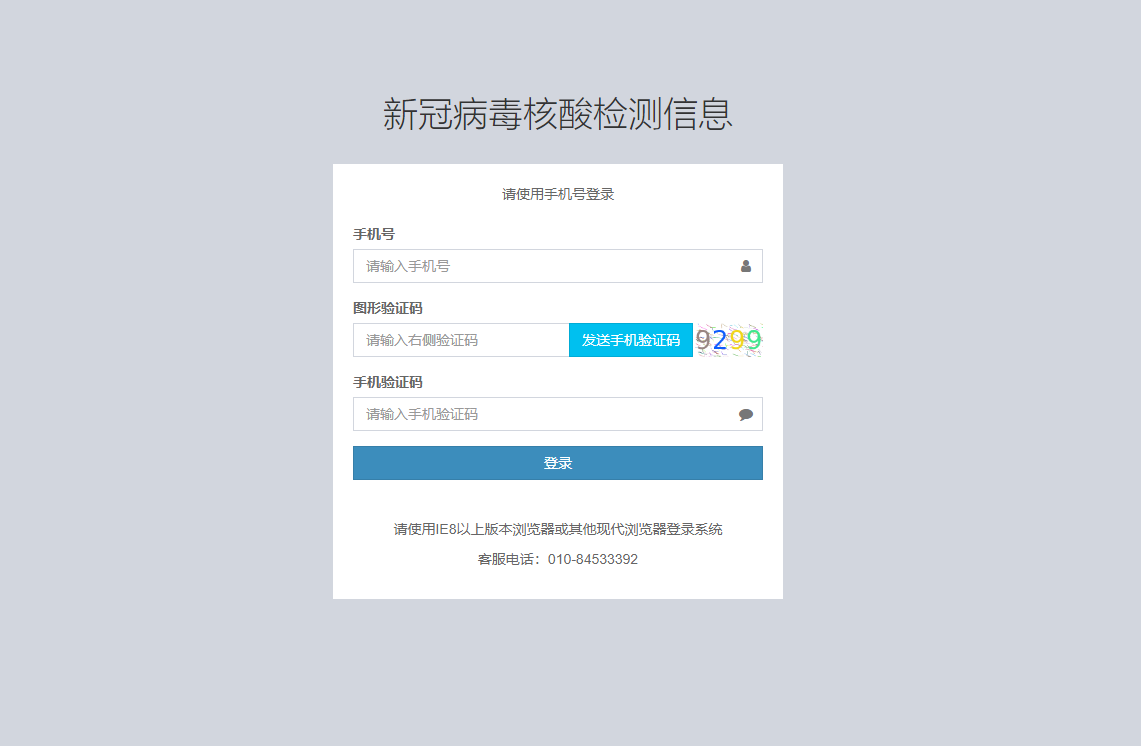 新冠病毒核酸检测信息
请使用手机号登录
手机号
请输入手机号
图形验证码
请输入右侧验证码 发送手机验证码 9299
手机验证码
请输入手机验证码
登录
请使用IE8以上版本浏览器或其他现代浏览器登录系统
客服电话：010-84533392